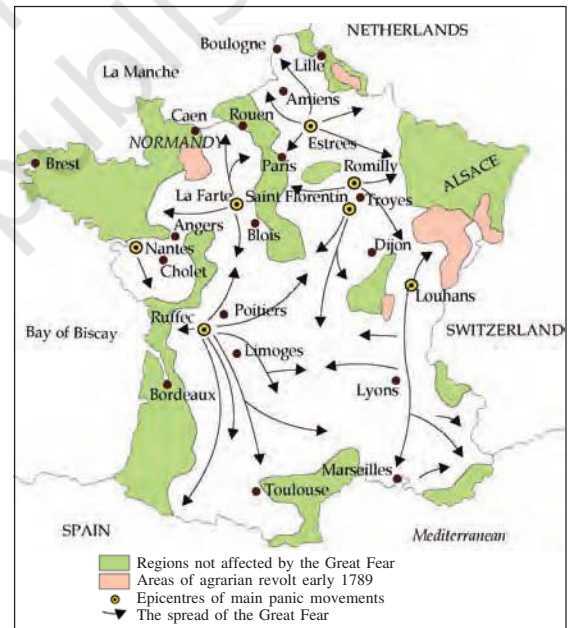 NETHERLANDS
Boulogne
Lille
La Manche
Amiens
Caen
Rouen
NORMANDY
Estrees
Brest
Paris
Romilly
ALSACE
La Farte
Saint Florentin
Troyes
Angers
Blois
Dijon
Nantes
Cholet
Louhans
Ruffec
Poitiers
Bay of Biscay
SWITZERLAND
Limoges
Lyons
Bordeaux
Marseilles
Toulouse
SPAIN
Mediterranean
Regions not affected by the Great Fear
Areas of agrarian revolt early 1789
Epicentres of main panic movements
The spread of the Great Fear